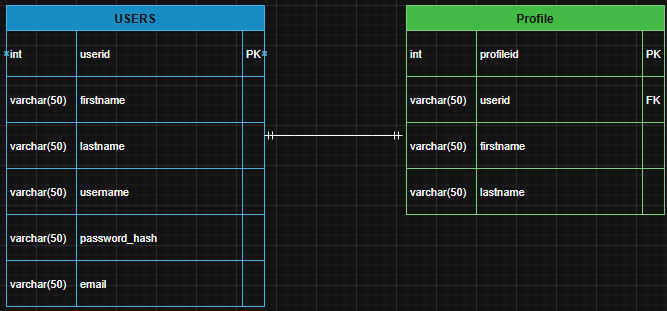 USERS
int userid PK
varchar(50) firstname
varchar(50) lastname
varchar(50) username
varchar(50) password_hash
varchar(50) email
Profile
int profileid PK
varchar(50) userid FK
varchar(50) firstname
varchar(50) lastname